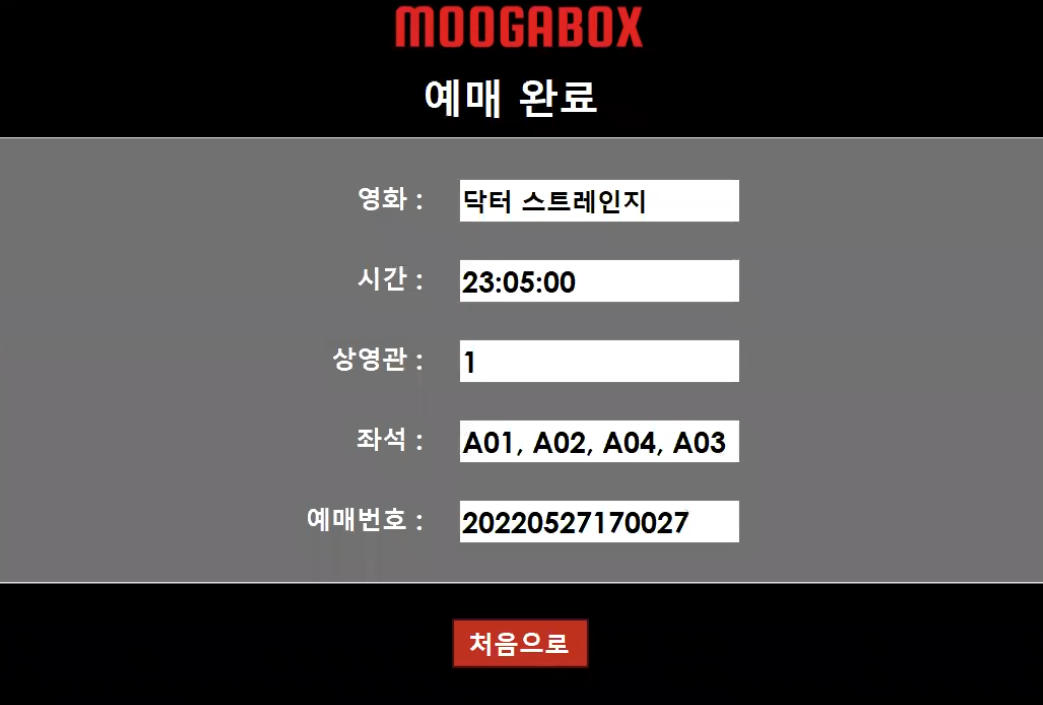 MOOGABOX
예매 완료
영화 : 닥터 스트레인지
시간 : 23:05:00
상영관 : 1
좌석 : A01, A02, A04, A03
예매번호 : 20220527170027
처음으로